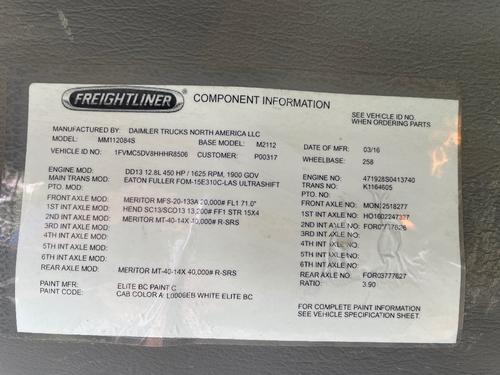 FREIGHTLINER COMPONENT INFORMATION
SEE VEHICLE ID NO.
WHEN ORDERING PARTS
MANUFACTURED BY: DAIMLER TRUCKS NORTH AMERICA LLC
MODEL: MM112084S BASE MODEL: M2112 DATE OF MFR: 03/16
VEHICLE ID NO: 1FVMC5DV8HHHR8506 CUSTOMER: P00317 WHEELBASE: 258
ENGINE MOD: DD13 12.8L 450 HP / 1625 RPM, 1900 GOV ENGINE NO: 471928S0413740
MAIN TRANS MOD: EATON FULLER FOM-15E310C-LAS ULTRASHIFT TRANS NO: K1164605
PTO. MOD: PTO. NO:
FRONT AXLE MOD: MERITOR MFS-20-133A 20,000# FL1 71.0" FRONT AXLE NO:
1ST INT AXLE MOD: HEND SC13/SCO13 13,200# FF1 STR 15X4 1ST INT AXLE NO:
2ND INT AXLE MOD: MERITOR MT-40-14X 40,000# R-SRS 2ND INT AXLE NO:
3RD INT AXLE MOD: 3RD INT AXLE NO:
4TH INT AXLE MOD: 4TH INT AXLE NO:
5TH INT AXLE MOD: 5TH INT AXLE NO:
6TH INT AXLE MOD: 6TH INT AXLE NO:
REAR AXLE MOD: MERITOR MT-40-14X 40,000# R-SRS REAR AXLE NO: FOR03777627
RATIO: 3.90
PAINT MFR: ELITE BC PAINT C
PAINT CODE: CAB COLOR A: L0006EB WHITE ELITE BC
FOR COMPLETE PAINT INFORMATION
SEE VEHICLE SPECIFICATION SHEET.